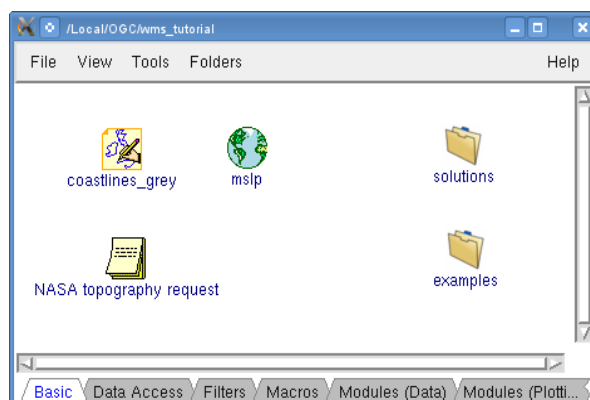 /Local/OGC/wms_tutorial
File View Tools Folders Help
coastlines_grey mslp solutions
NASA topography request examples
Basic Data Access Filters Macros Modules (Data) Modules (Plotti...